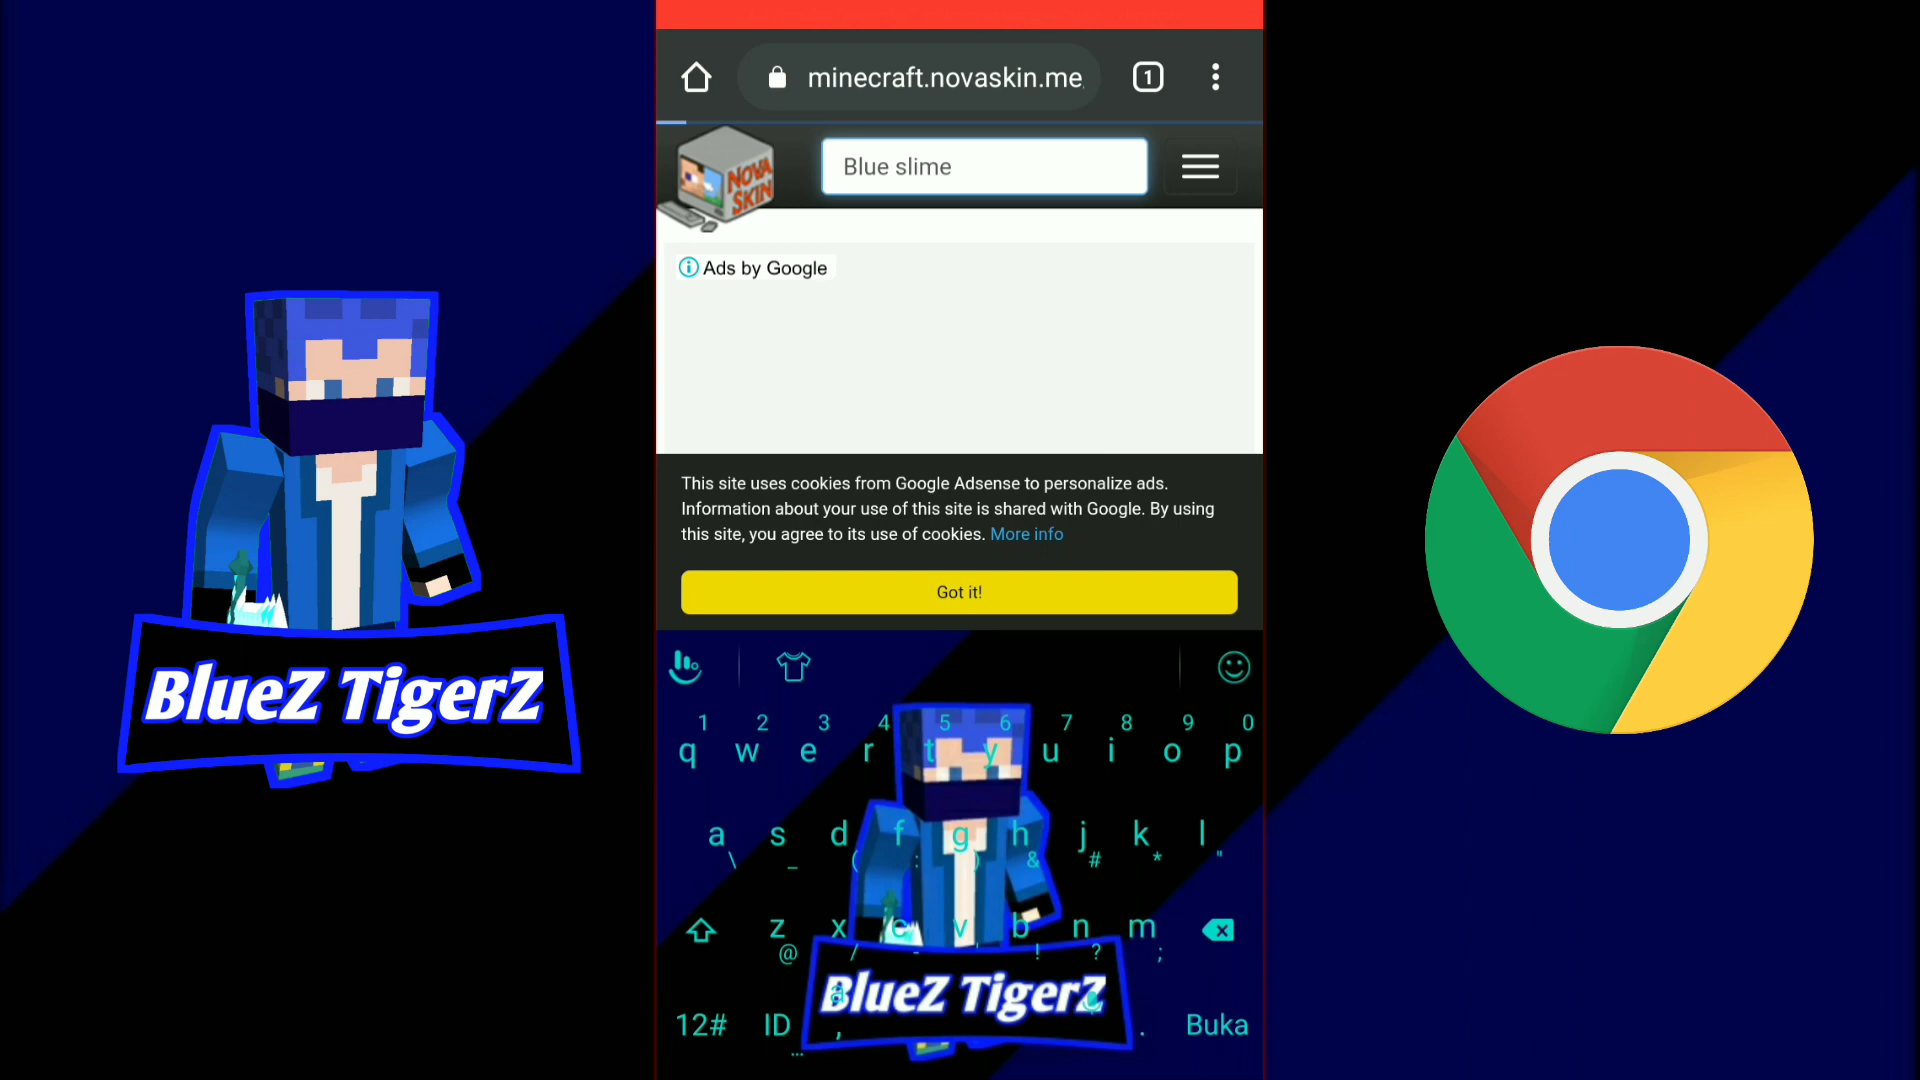 minecraft.novaskin.me
1
NOVA
SKIN
Blue slime
Ads by Google
This site uses cookies from Google Adsense to personalize ads.
Information about your use of this site is shared with Google. By using
this site, you agree to its use of cookies. More info
Got it!
BlueZ TigerZ
1 2 3 4 5 6 7 8 9 0
q w e r t y u i o p
a s d f g h j k l
\ _ ( : ) & # * "
z x c v b n m
@ / - ' ! ? ;
BlueZ TigerZ
12# ID , . Buka
...